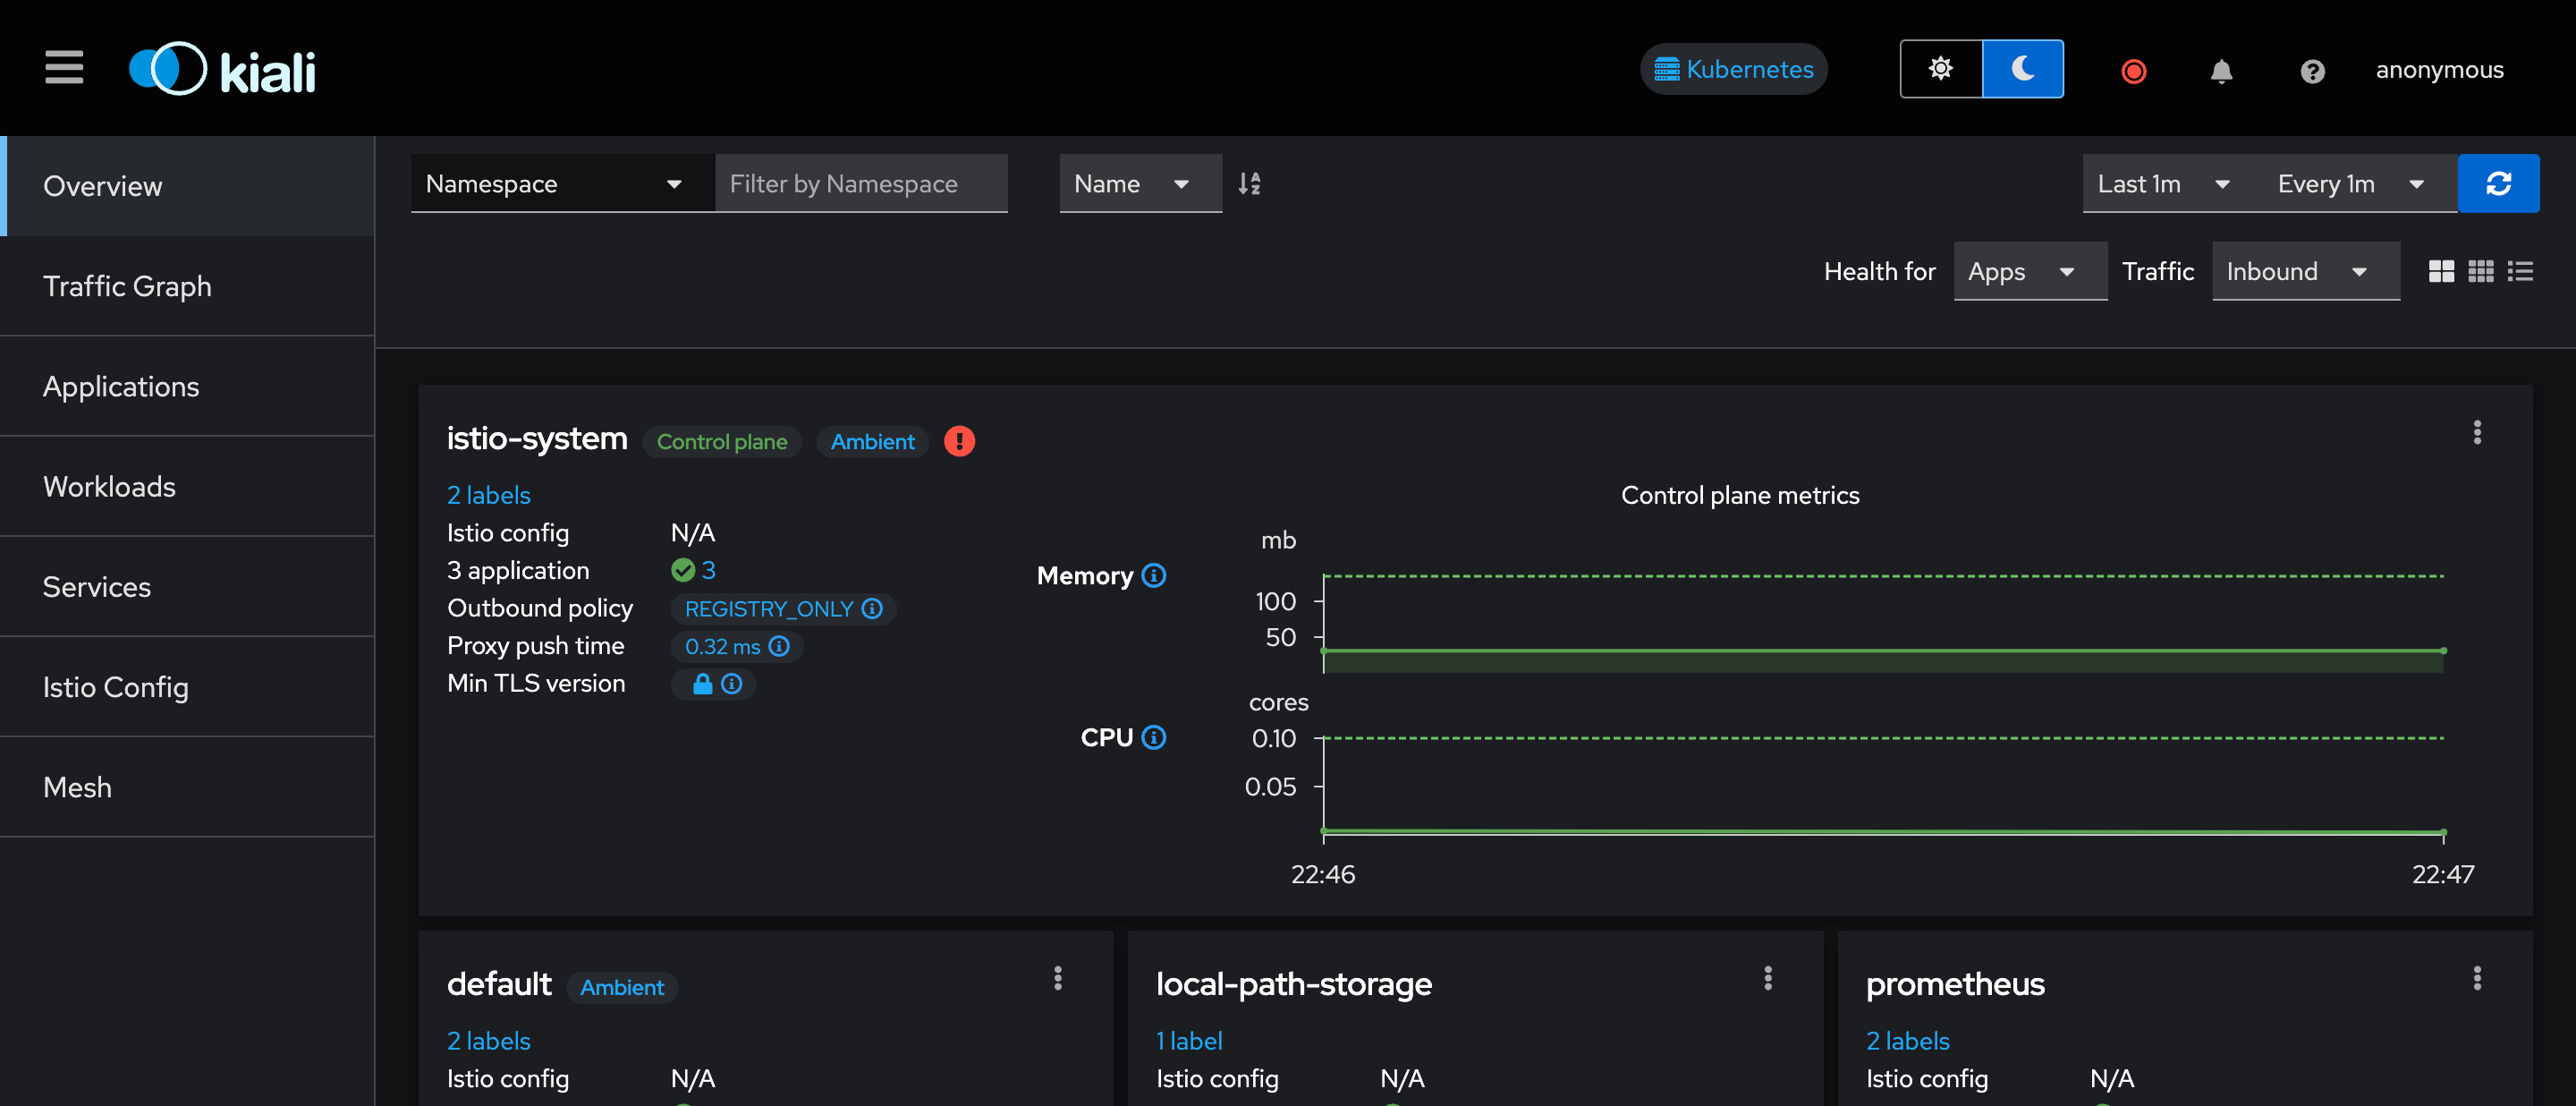 kiali
Kubernetes
anonymous
Overview
Traffic Graph
Applications
Workloads
Services
Istio Config
Mesh
Namespace
Filter by Namespace
Name
Last 1m
Every 1m
Health for
Apps
Traffic
Inbound
istio-system
Control plane
Ambient
2 labels
Istio config N/A
3 application 3
Outbound policy REGISTRY_ONLY
Proxy push time 0.32 ms
Min TLS version
Control plane metrics
mb
Memory
100
50
cores
CPU
0.10
0.05
22:46
22:47
default
Ambient
2 labels
Istio config N/A
local-path-storage
1 label
Istio config N/A
prometheus
2 labels
Istio config N/A